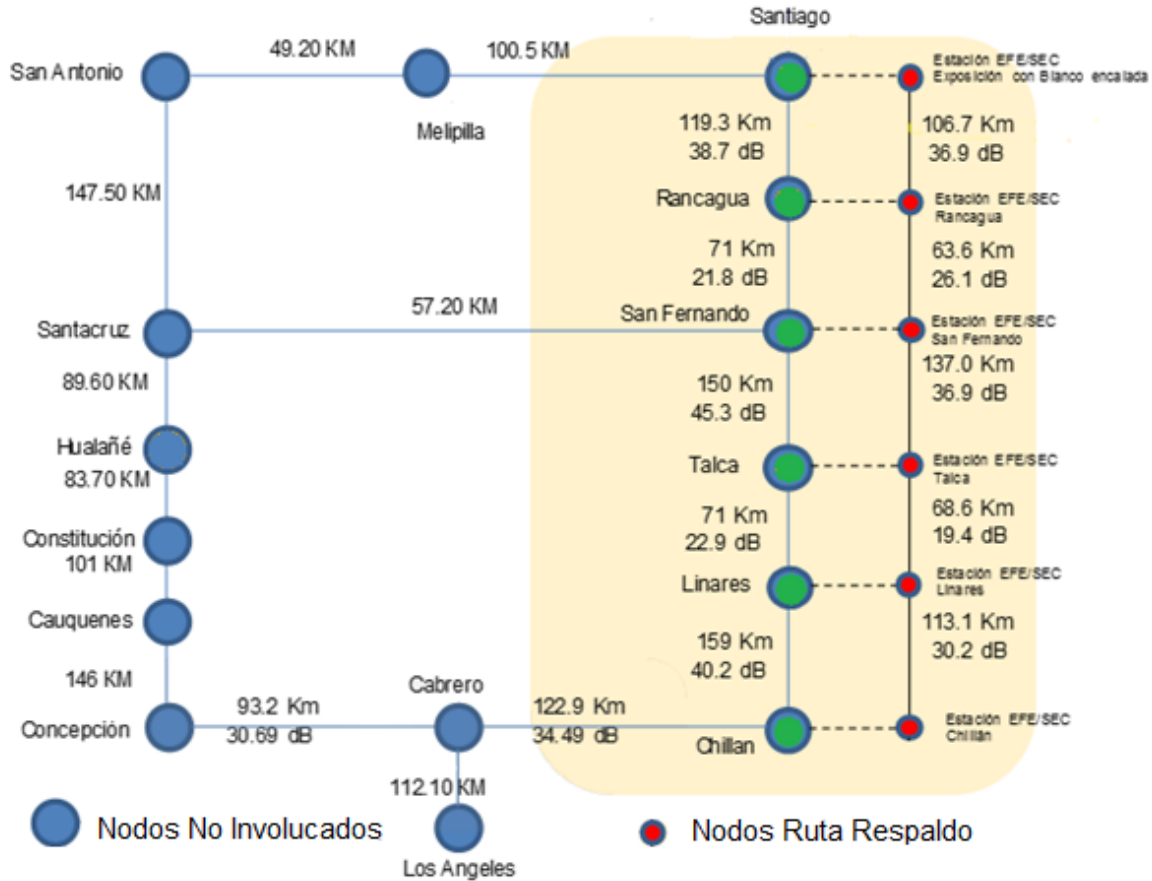 Santiago
49.20 KM
100.5 KM
San Antonio
Melipilla
Estación EFE/SEC
Exposición con Blanco encalada
119.3 Km
38.7 dB
106.7 Km
36.9 dB
147.50 KM
Rancagua
Estación EFE/SEC
Rancagua
71 Km
21.8 dB
63.6 Km
26.1 dB
57.20 KM
Santacruz
San Fernando
Estación EFE/SEC
San Fernando
89.60 KM
150 Km
45.3 dB
137.0 Km
36.9 dB
Hualañé
83.70 KM
Talca
Estación EFE/SEC
Talca
71 Km
22.9 dB
68.6 Km
19.4 dB
Constitución
101 KM
Linares
Estación EFE/SEC
Linares
Cauquenes
159 Km
40.2 dB
113.1 Km
30.2 dB
146 KM
Concepción
93.2 Km
30.69 dB
Cabrero
122.9 Km
34.49 dB
Chillan
Estación EFE/SEC
Chillán
112.10 KM
Los Angeles
Nodos No Involucados
Nodos Ruta Respaldo